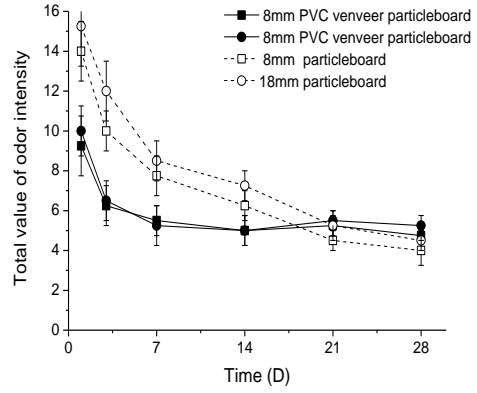 8mm PVC venveer particleboard
8mm PVC venveer particleboard
8mm particleboard
18mm particleboard
Total value of odor intensity
16
14
12
10
8
6
4
2
0
0 7 14 21 28
Time (D)